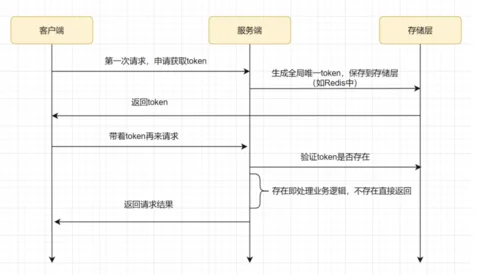 客户端
服务端
存储层
第一次请求，申请获取token
生成全局唯一token，保存到存储层
（如Redis中）
返回token
带着token再来请求
验证token是否存在
存在即处理业务逻辑，不存在直接返回
返回请求结果